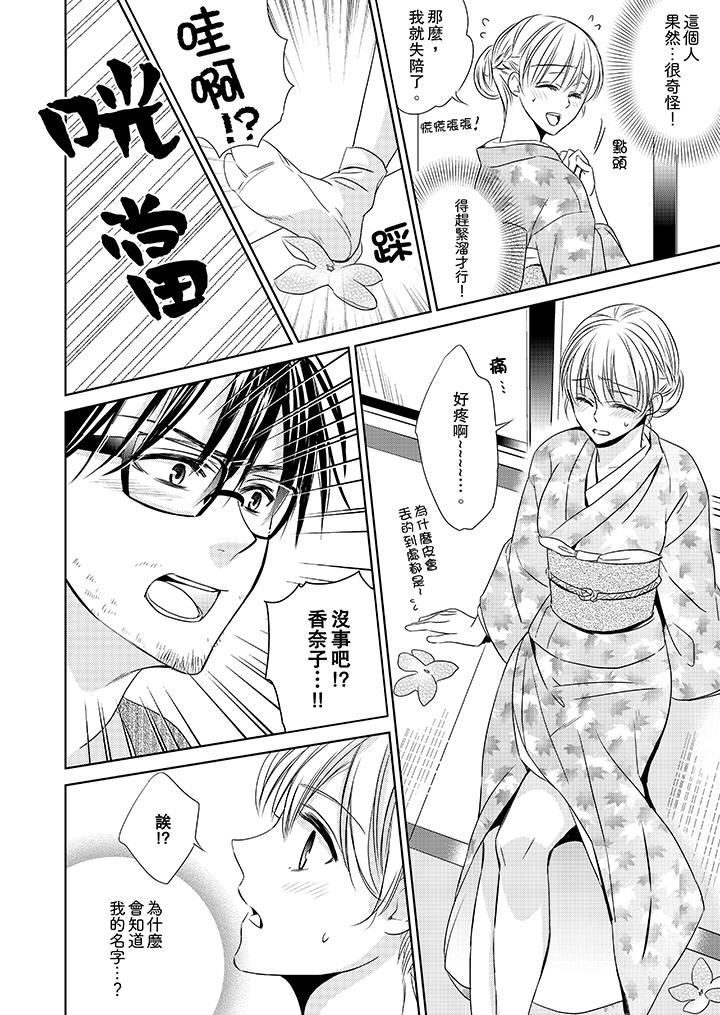 這個人
果然…很奇怪！
點頭
得趕緊溜才行！
那麼，
我就失陪了。
慌慌張張！
踩
哇啊!?
咣
當
痛…
好疼啊~~~~…。
為什麼皮會
丟的到處都是~
沒事吧!?
香奈子…!!
誒!?
為什麼
會知道
我的名字…？